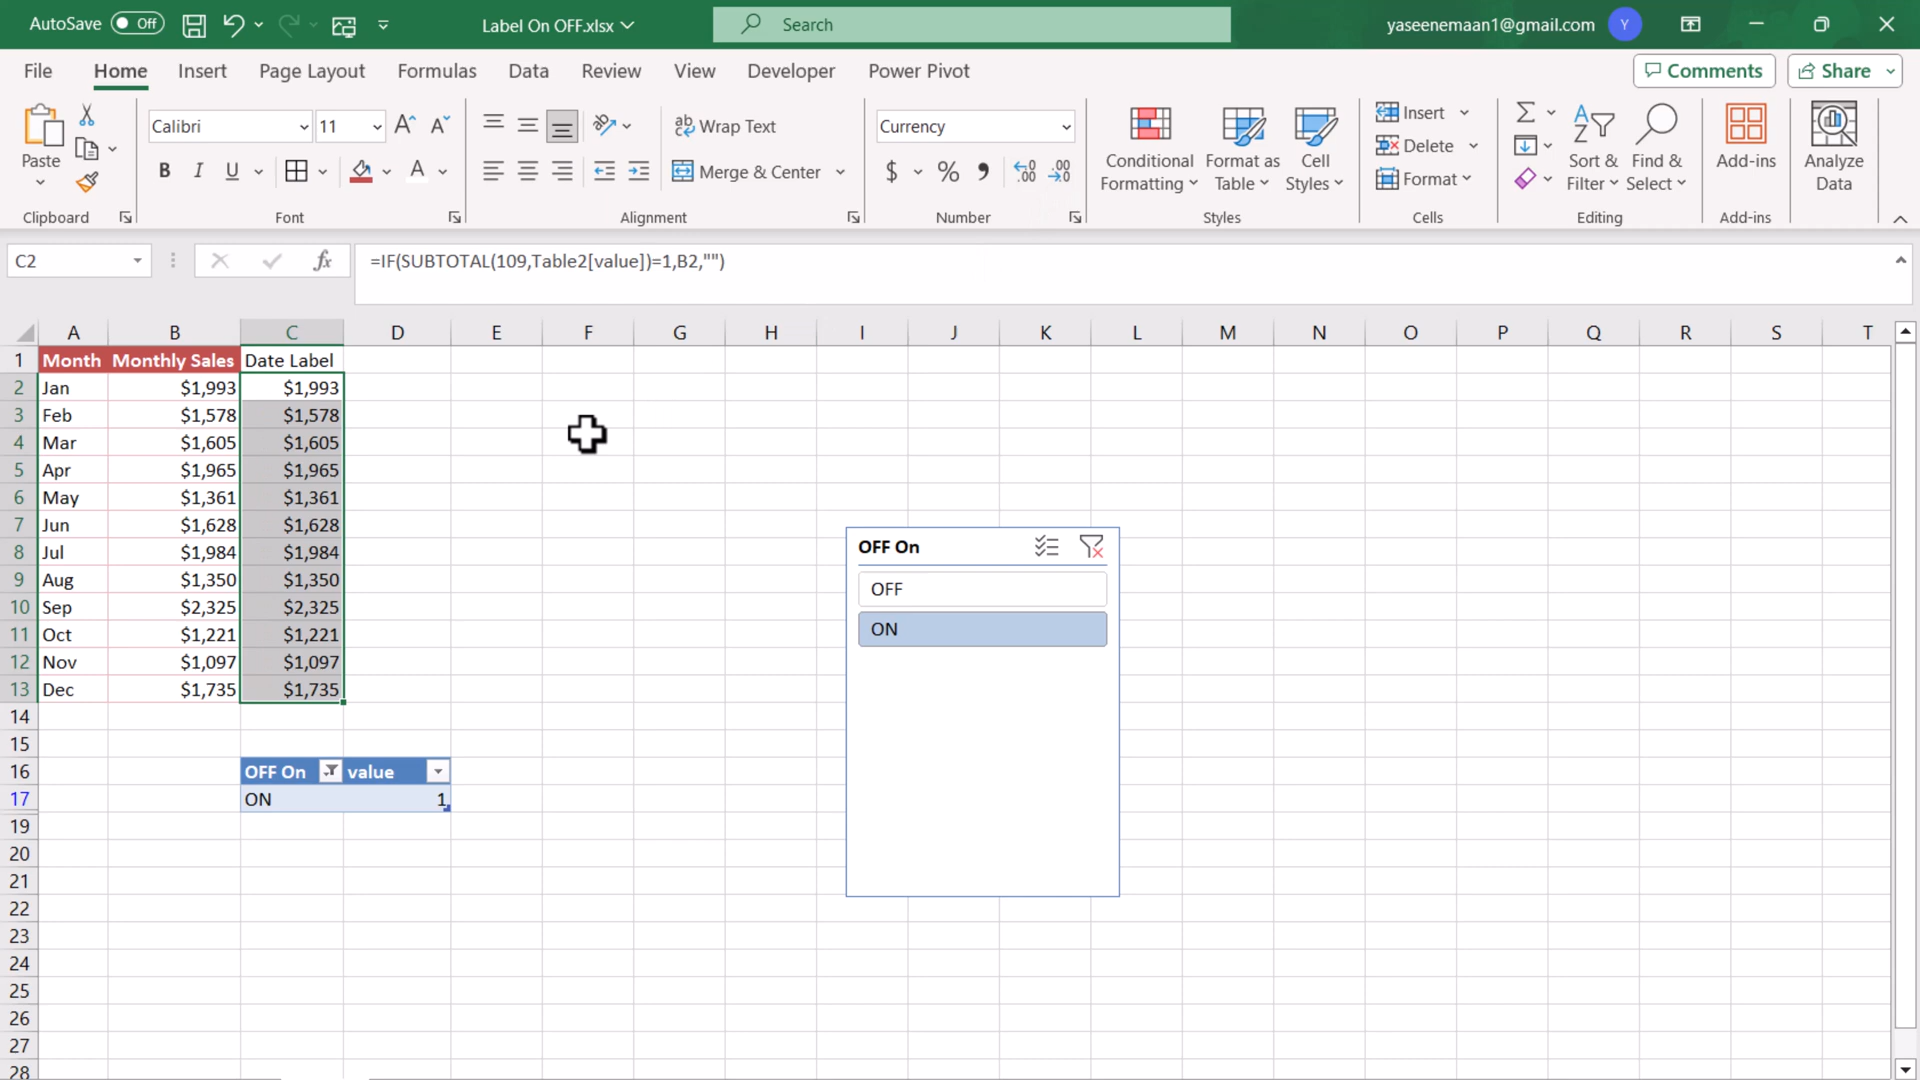 AutoSave Off Label On OFF.xlsx Search yaseenemaan1@gmail.com Y
File Home Insert Page Layout Formulas Data Review View Developer Power Pivot Comments Share
Paste Calibri 11 Wrap Text Currency Conditional Formatting Format as Table Cell Styles Insert Sort & Filter Find & Select Add-ins Analyze Data
B I U A Merge & Center $ % Delete
Format
Clipboard Font Alignment Number Styles Cells Editing Add-ins
C2 fx =IF(SUBTOTAL(109,Table2[value])=1,B2,"")
A B C D E F G H I J K L M N O P Q R S T
1 Month Monthly Sales Date Label
2 Jan $1,993 $1,993
3 Feb $1,578 $1,578
4 Mar $1,605 $1,605
5 Apr $1,965 $1,965
6 May $1,361 $1,361
7 Jun $1,628 $1,628
8 Jul $1,984 $1,984
9 Aug $1,350 $1,350
10 Sep $2,325 $2,325
11 Oct $1,221 $1,221
12 Nov $1,097 $1,097
13 Dec $1,735 $1,735
14
15
16 OFF On value
17 ON 1
19
20
21
22
23
24
25
26
27
28
OFF On
OFF
ON